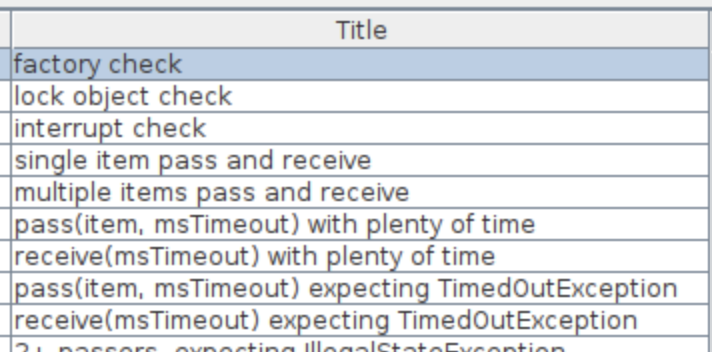 Title
factory check
lock object check
interrupt check
single item pass and receive
multiple items pass and receive
pass(item, msTimeout) with plenty of time
receive(msTimeout) with plenty of time
pass(item, msTimeout) expecting TimedOutException
receive(msTimeout) expecting TimedOutException
2+ passers, expecting IllegalStateException